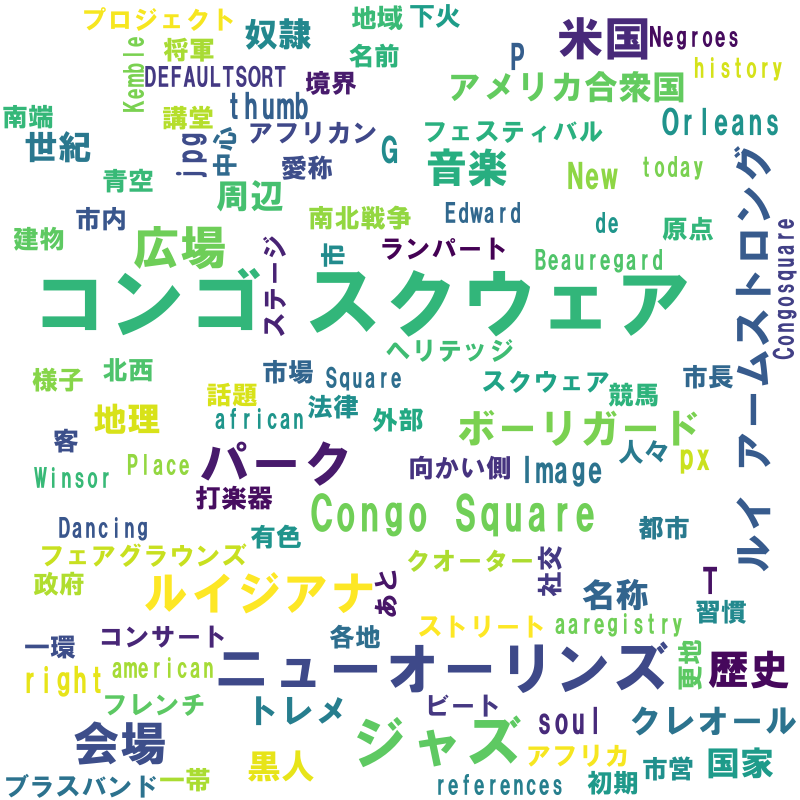 プロジェクト
奴隷
地域
下火
米国
Negroes
将軍
名前
P
history
Kemble
DEFAULTSORT
境界
アメリカ合衆国
南端
講堂
thumb
アフリカン
G
フェスティバル
Orleans
世紀
jpg
中心
愛称
音楽
New
today
青空
周辺
南北戦争
Edward
de
原点
建物
市内
広場
市
ランパート
Beauregard
ルイ アームストロング
Congosquare
ステージ
コンゴ スクウェア
ヘリテッジ
様子
北西
市場
Square
スクウェア
競馬
市長
話題
法律
african
外部
地理
ボーリガード
客
パーク
向かい側
Image
人々
px
Winsor
Place
打楽器
Congo Square
Dancing
有色
都市
フェアグラウンズ
クオーター
社交
T
政府
ルイジアナ
あと
名称
習慣
一環
コンサート
各地
ストリート
aaregistry
right
american
ニューオーリンズ
更地
歴史
フレンチ
トレメ
ビート
soul
クレオール
会場
ジャズ
アフリカ
国家
ブラスバンド
一帯
黒人
references
初期
市営